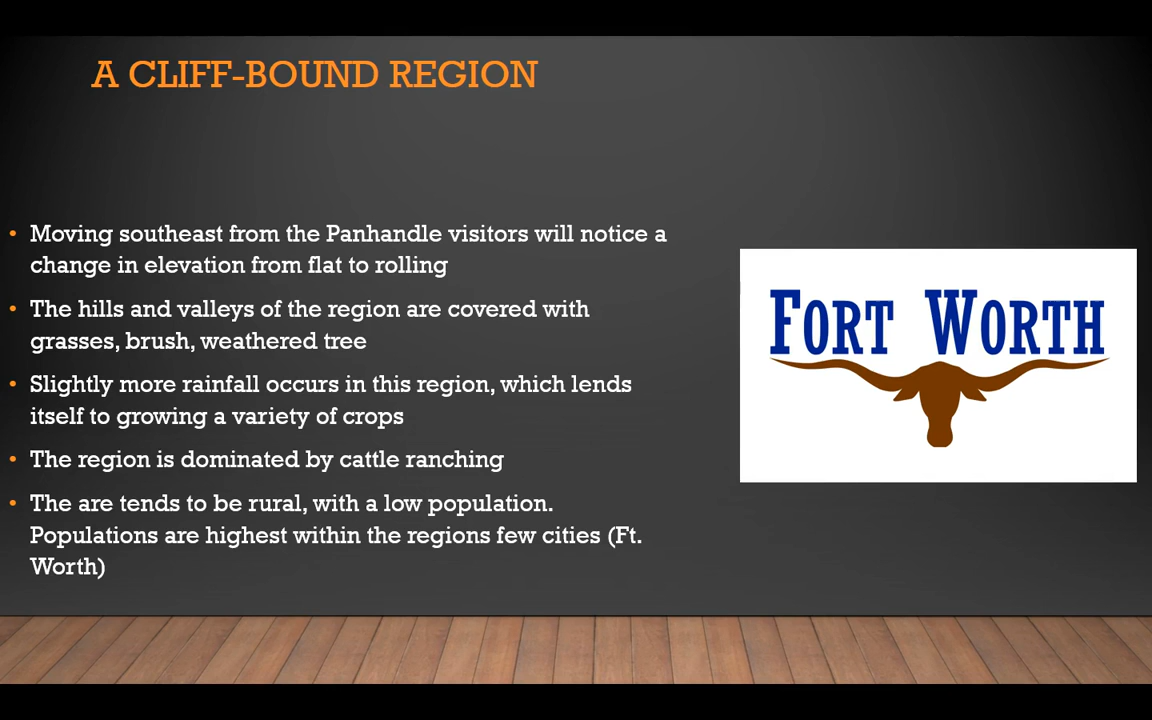 A CLIFF-BOUND REGION
• Moving southeast from the Panhandle visitors will notice a
change in elevation from flat to rolling
• The hills and valleys of the region are covered with
grasses, brush, weathered tree
• Slightly more rainfall occurs in this region, which lends
itself to growing a variety of crops
• The region is dominated by cattle ranching
• The are tends to be rural, with a low population.
Populations are highest within the regions few cities (Ft.
Worth)
FORT WORTH